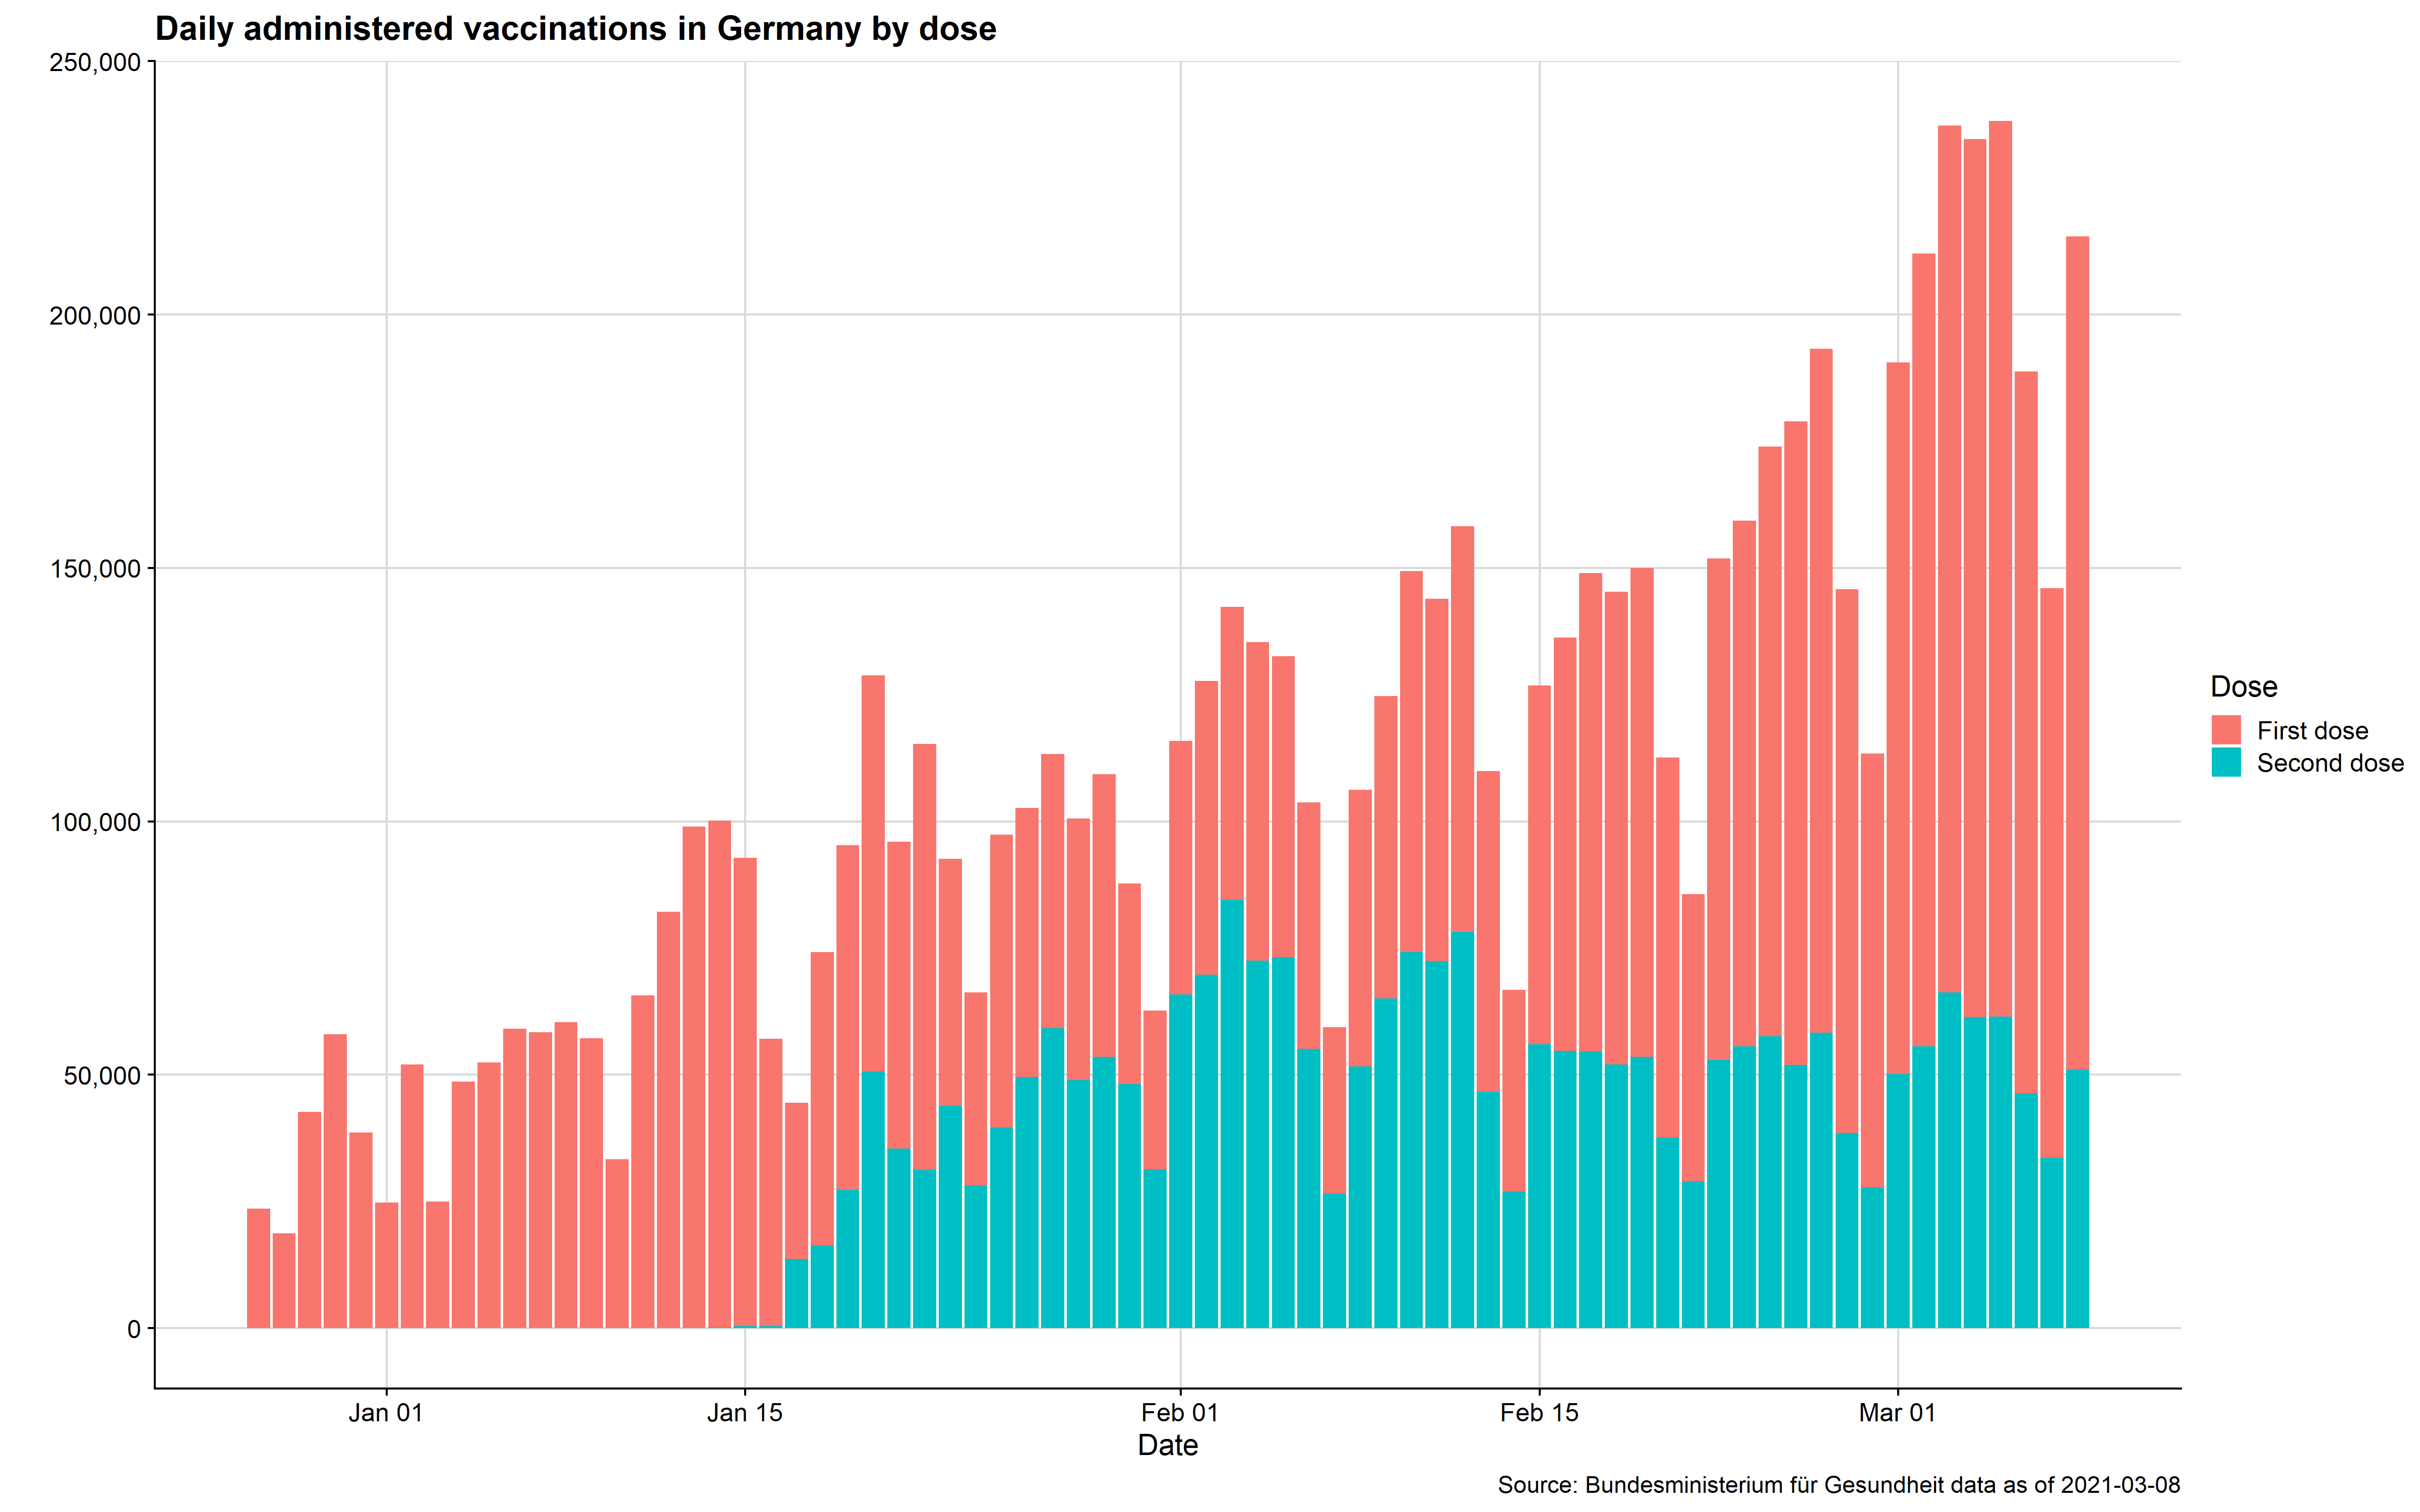 Daily administered vaccinations in Germany by dose
250,000
200,000
150,000
100,000
50,000
0
Jan 01
Jan 15
Feb 01
Feb 15
Mar 01
Date
Dose
First dose
Second dose
Source: Bundesministerium für Gesundheit data as of 2021-03-08